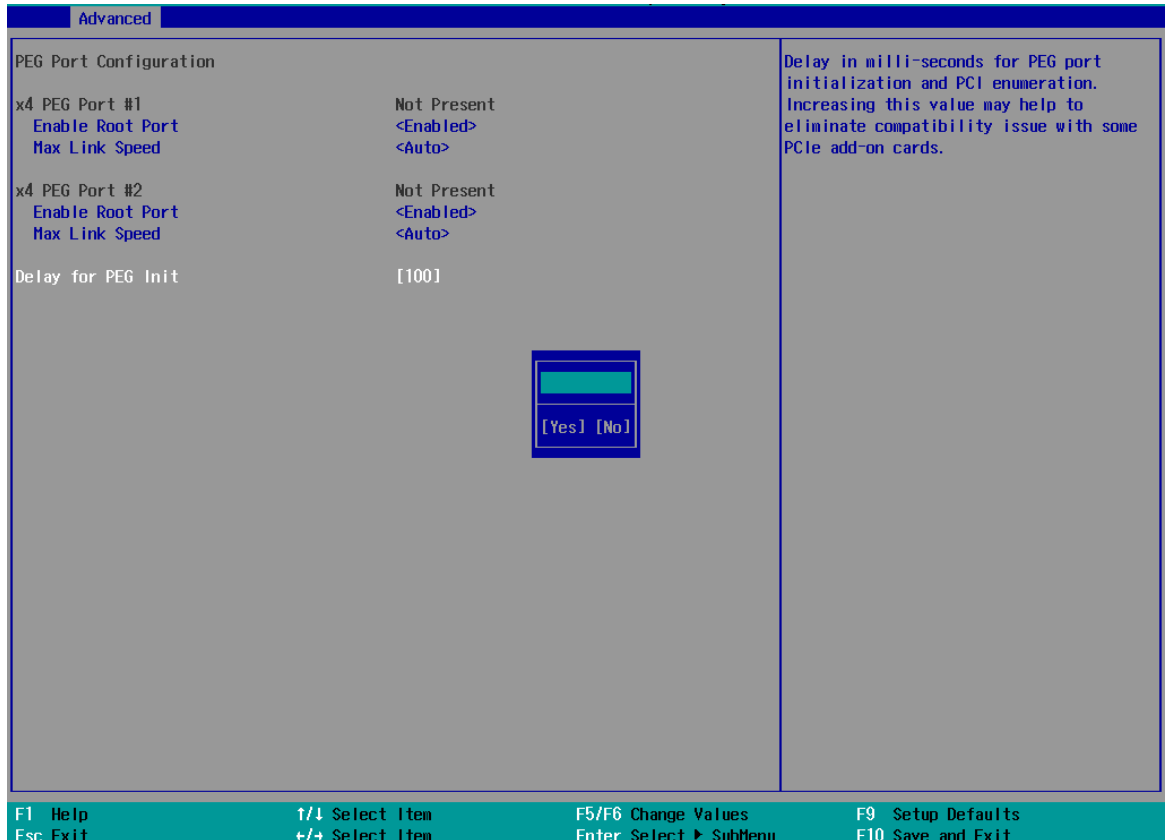 Advanced
PEG Port Configuration
x4 PEG Port #1 Not Present
Enable Root Port <Enabled>
Max Link Speed <Auto>
x4 PEG Port #2 Not Present
Enable Root Port <Enabled>
Max Link Speed <Auto>
Delay for PEG Init [100]
Delay in milli-seconds for PEG port
initialization and PCI enumeration.
Increasing this value may help to
eliminate compatibility issue with some
PCIe add-on cards.
[Yes] [No]
F1 Help ↑/↓ Select Item F5/F6 Change Values F9 Setup Defaults
Esc Exit ←/→ Select Item Enter Select ▶ SubMenu F10 Save and Exit